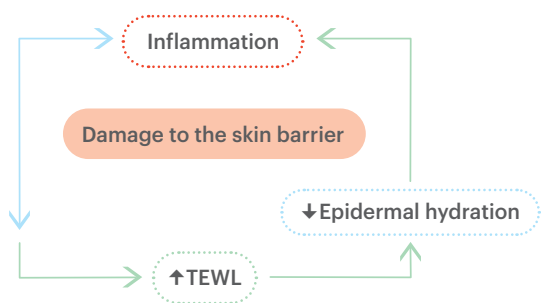 Inflammation
Damage to the skin barrier
↓Epidermal hydration
↑TEWL